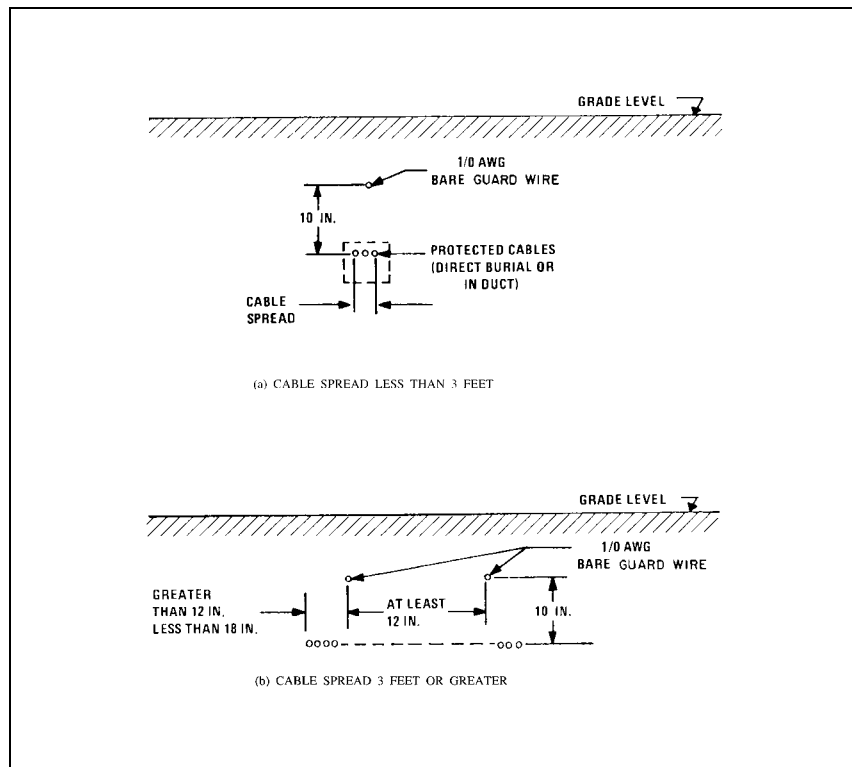 GRADE LEVEL
1/0 AWG
BARE GUARD WIRE
10 IN.
PROTECTED CABLES
(DIRECT BURIAL OR
IN DUCT)
CABLE
SPREAD
(a) CABLE SPREAD LESS THAN 3 FEET
GRADE LEVEL
1/0 AWG
BARE GUARD WIRE
GREATER
THAN 12 IN.
LESS THAN 18 IN.
AT LEAST
12 IN.
10 IN.
(b) CABLE SPREAD 3 FEET OR GREATER